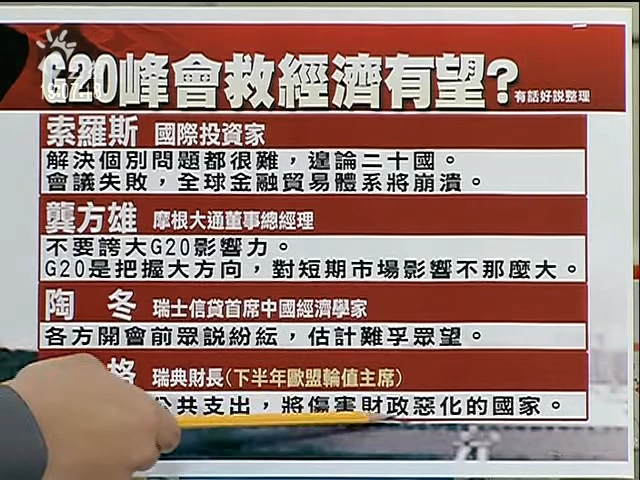 G20峰會救經濟有望?
有話好說整理
索羅斯 國際投資家
解決個別問題都很難，遑論二十國。
會議失敗，全球金融貿易體系將崩潰。
龔方雄 摩根大通董事總經理
不要誇大G20影響力。
G20是把握大方向，對短期市場影響不那麼大。
陶 冬 瑞士信貸首席中國經濟學家
各方開會前眾說紛紜，估計難孚眾望。
格 瑞典財長(下半年歐盟輪值主席)
公共支出，將傷害財政惡化的國家。